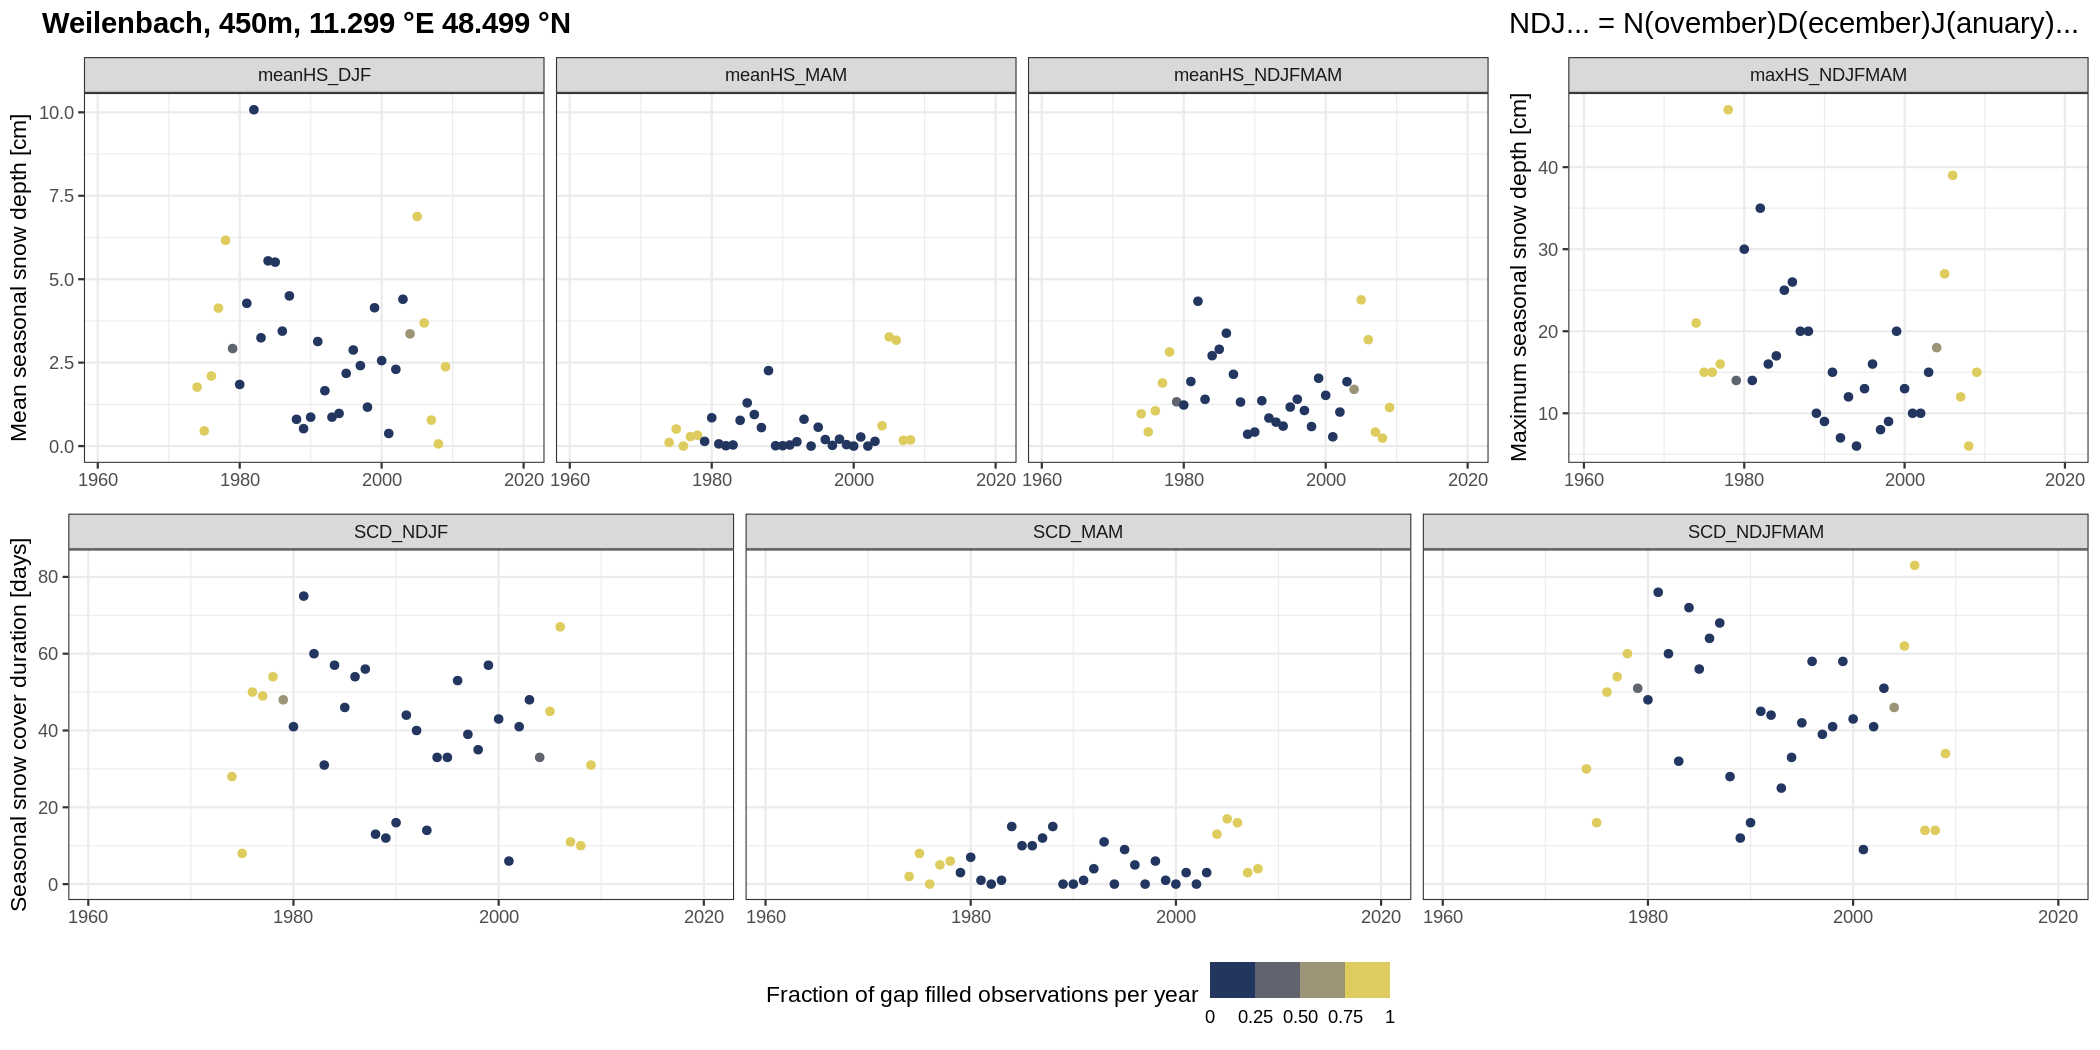 Weilenbach, 450m, 11.299 °E 48.499 °N
NDJ... = N(ovember)D(ecember)J(anuary)...
meanHS_DJF meanHS_MAM meanHS_NDJFMAM maxHS_NDJFMAM
Mean seasonal snow depth [cm]
10.0
7.5
5.0
2.5
0.0
1960 1980 2000 2020 1960 1980 2000 2020 1960 1980 2000 2020
Maximum seasonal snow depth [cm]
40
30
20
10
1960 1980 2000 2020
SCD_NDJF SCD_MAM SCD_NDJFMAM
Seasonal snow cover duration [days]
80
60
40
20
0
1960 1980 2000 2020 1960 1980 2000 2020 1960 1980 2000 2020
Fraction of gap filled observations per year
0 0.25 0.50 0.75 1